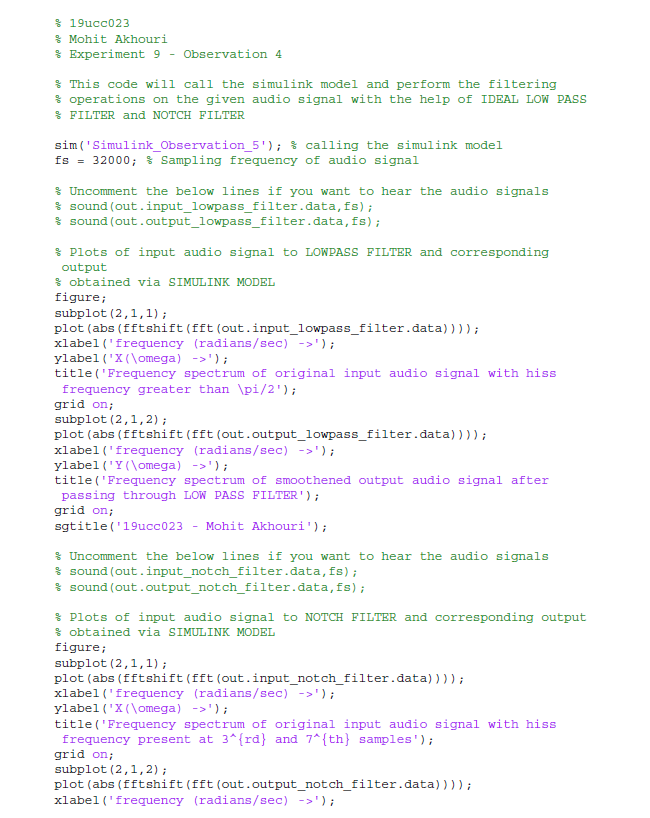 % 19ucc023
% Mohit Akhouri
% Experiment 9 - Observation 4
% This code will call the simulink model and perform the filtering
% operations on the given audio signal with the help of IDEAL LOW PASS
% FILTER and NOTCH FILTER
sim('Simulink_Observation_5'); % calling the simulink model
fs = 32000; % Sampling frequency of audio signal
% Uncomment the below lines if you want to hear the audio signals
% sound(out.input_lowpass_filter.data,fs);
% sound(out.output_lowpass_filter.data,fs);
% Plots of input audio signal to LOWPASS FILTER and corresponding
output
% obtained via SIMULINK MODEL
figure;
subplot(2,1,1);
plot(abs(fftshift(fft(out.input_lowpass_filter.data))));
xlabel('frequency (radians/sec) ->');
ylabel('X(\omega) ->');
title('Frequency spectrum of original input audio signal with hiss
frequency greater than \pi/2');
grid on;
subplot(2,1,2);
plot(abs(fftshift(fft(out.output_lowpass_filter.data))));
xlabel('frequency (radians/sec) ->');
ylabel('Y(\omega) ->');
title('Frequency spectrum of smoothened output audio signal after
passing through LOW PASS FILTER');
grid on;
sgtitle('19ucc023 - Mohit Akhouri');
% Uncomment the below lines if you want to hear the audio signals
% sound(out.input_notch_filter.data,fs);
% sound(out.output_notch_filter.data,fs);
% Plots of input audio signal to NOTCH FILTER and corresponding output
% obtained via SIMULINK MODEL
figure;
subplot(2,1,1);
plot(abs(fftshift(fft(out.input_notch_filter.data))));
xlabel('frequency (radians/sec) ->');
ylabel('X(\omega) ->');
title('Frequency spectrum of original input audio signal with hiss
frequency present at 3^{rd} and 7^{th} samples');
grid on;
subplot(2,1,2);
plot(abs(fftshift(fft(out.output_notch_filter.data))));
xlabel('frequency (radians/sec) ->');